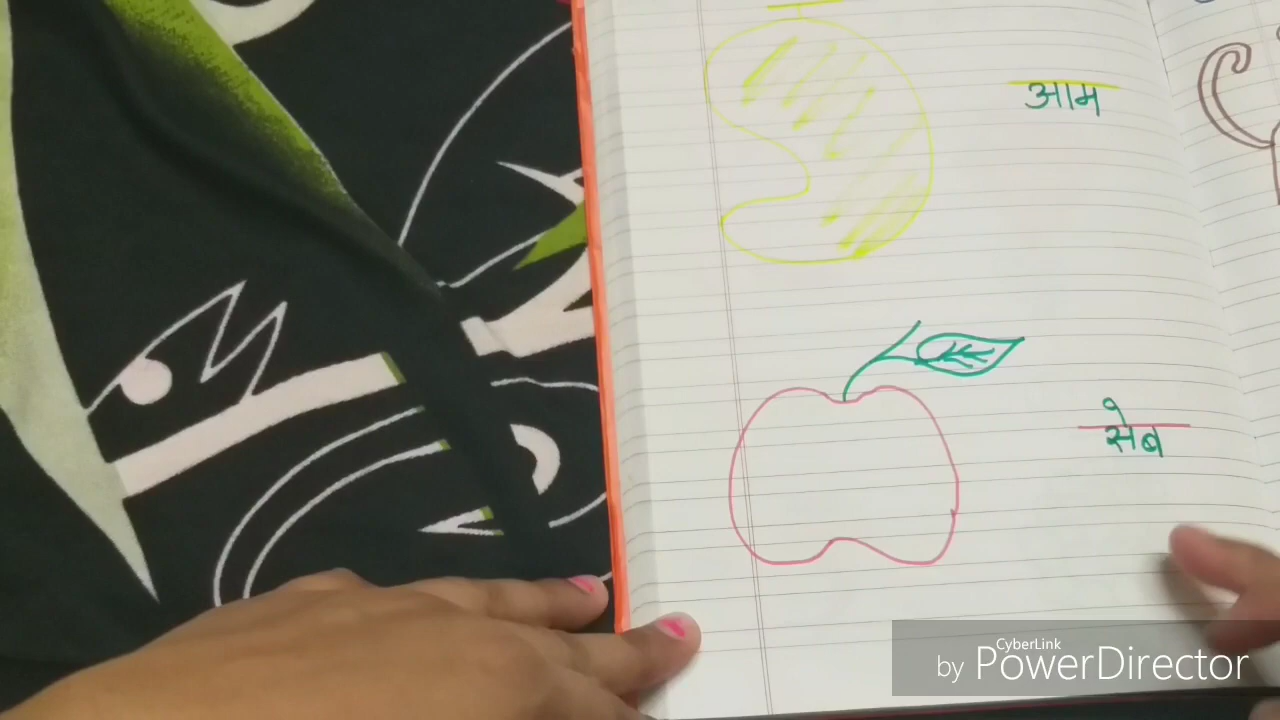 आम
सेब
CyberLink
by PowerDirector